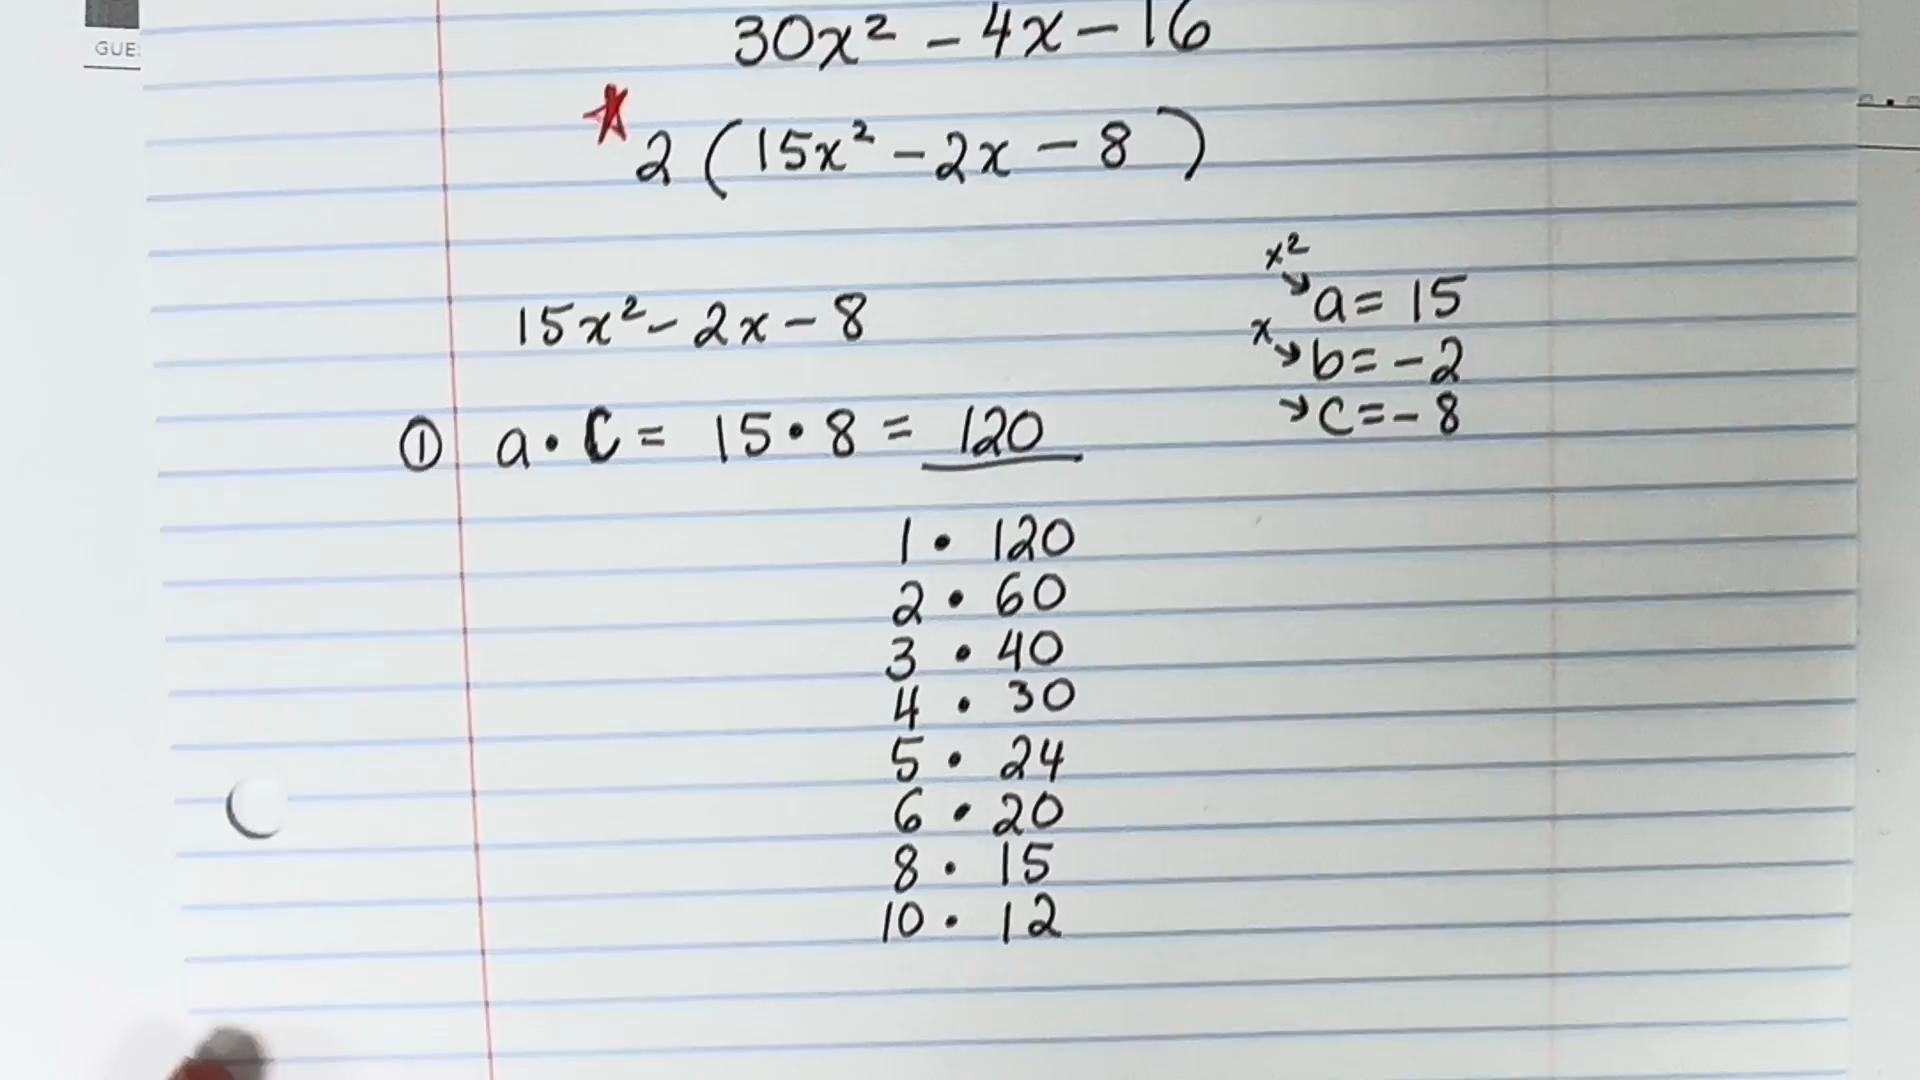 GUE
30x² - 4x - 16
* 2 ( 15x² - 2x - 8 )
15x² - 2x - 8
x²
→ a = 15
x → b = -2
→ c = -8
① a • c = 15 • 8 = 120
1 • 120
2 • 60
3 • 40
4 • 30
5 • 24
6 • 20
8 • 15
10 • 12